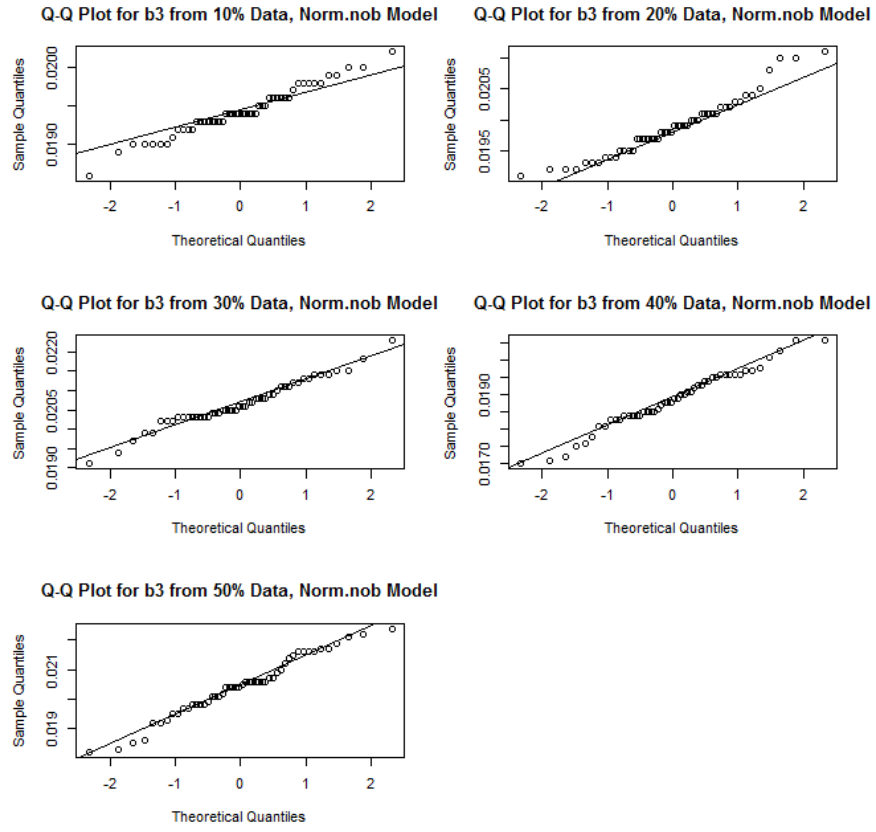 Q-Q Plot for b3 from 10% Data, Norm.nob Model
Sample Quantiles
0.0190
0.0200
-2 -1 0 1 2
Theoretical Quantiles
Q-Q Plot for b3 from 20% Data, Norm.nob Model
Sample Quantiles
0.0195
0.0205
-2 -1 0 1 2
Theoretical Quantiles
Q-Q Plot for b3 from 30% Data, Norm.nob Model
Sample Quantiles
0.0190
0.0205
0.0220
-2 -1 0 1 2
Theoretical Quantiles
Q-Q Plot for b3 from 40% Data, Norm.nob Model
Sample Quantiles
0.0170
0.0190
-2 -1 0 1 2
Theoretical Quantiles
Q-Q Plot for b3 from 50% Data, Norm.nob Model
Sample Quantiles
0.019
0.021
-2 -1 0 1 2
Theoretical Quantiles